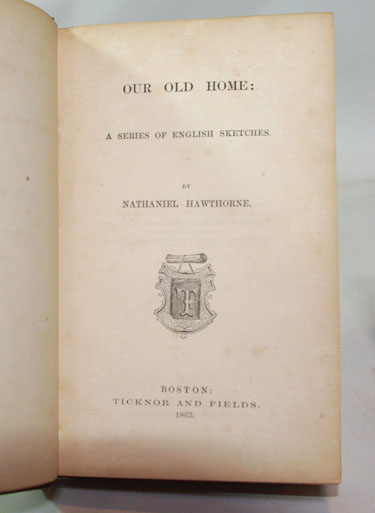 OUR OLD HOME:
A SERIES OF ENGLISH SKETCHES.
BY
NATHANIEL HAWTHORNE.
T
BOSTON:
TICKNOR AND FIELDS.
1863.